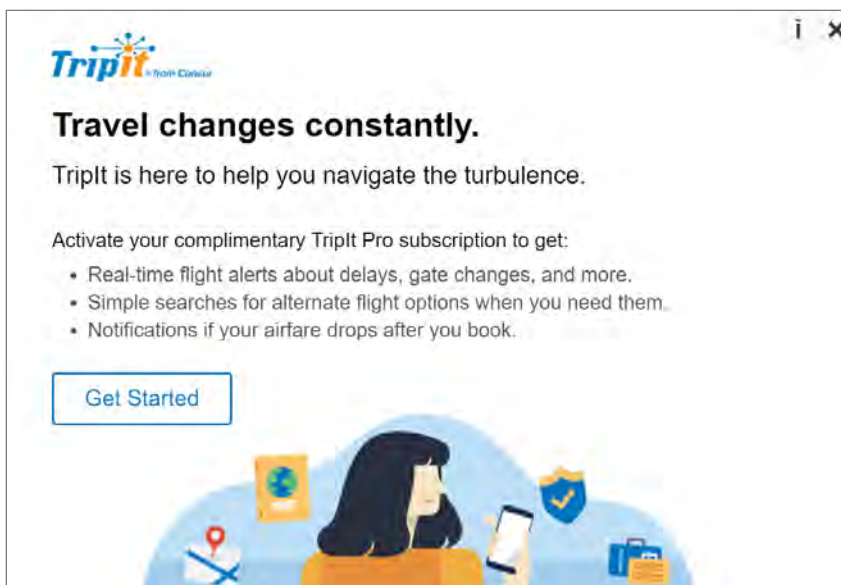 i ×
TripIt® from Concur
Travel changes constantly.
TripIt is here to help you navigate the turbulence.
Activate your complimentary TripIt Pro subscription to get:
• Real-time flight alerts about delays, gate changes, and more.
• Simple searches for alternate flight options when you need them.
• Notifications if your airfare drops after you book.
Get Started